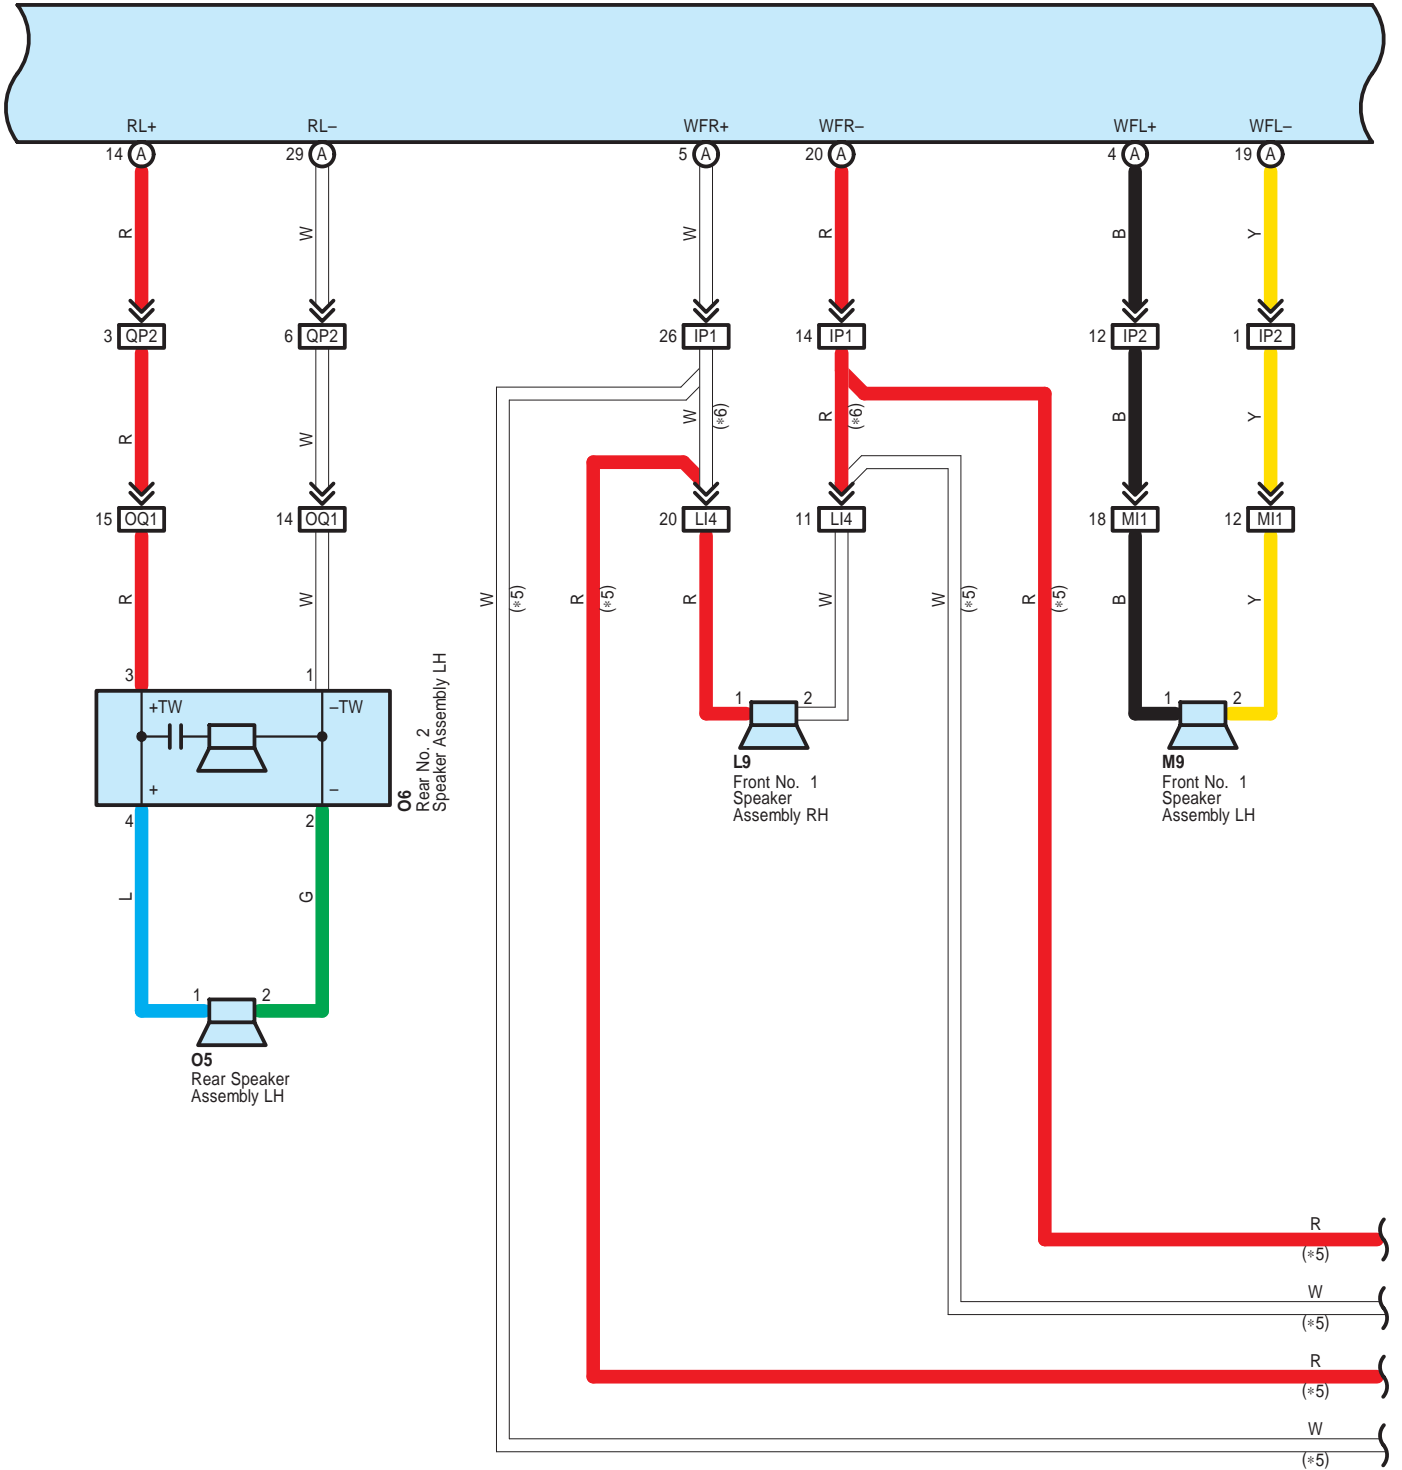 RL+ RL– WFR+ WFR– WFL+ WFL–
14 A 29 A 5 A 20 A 4 A 19 A
R W W R B Y
3 QP2 6 QP2 26 IP1 14 IP1 12 IP2 1 IP2
R W W (*6) R (*6) B Y
15 OQ1 14 OQ1 20 LI4 11 LI4 18 MI1 12 MI1
R W W (*5) R (*5) R W W (*5) R (*5) B Y
3 1
+TW –TW
+ –
4 2
O6
Rear No. 2
Speaker Assembly LH
1 2
L9
Front No. 1
Speaker
Assembly RH
1 2
M9
Front No. 1
Speaker
Assembly LH
L G
1 2
O5
Rear Speaker
Assembly LH
R
(*5)
W
(*5)
R
(*5)
W
(*5)